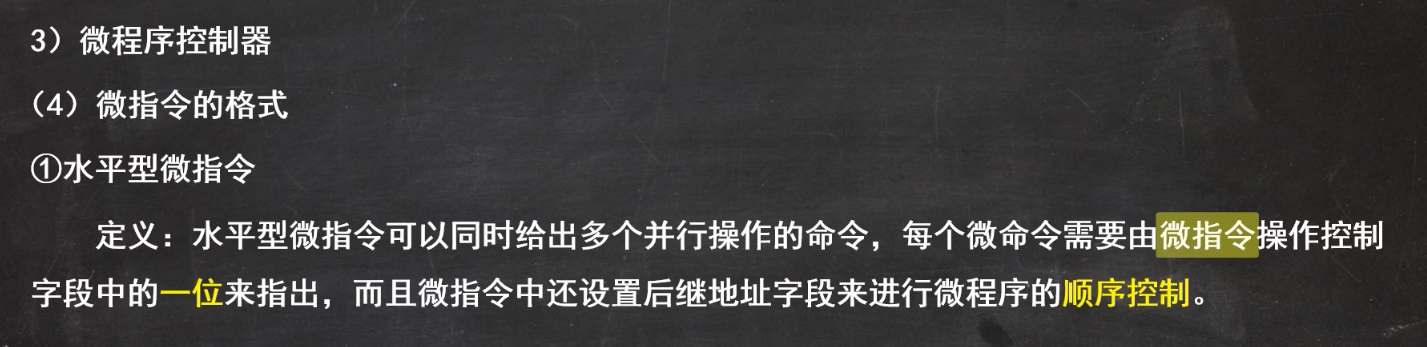 3）微程序控制器
（4）微指令的格式
①水平型微指令
定义：水平型微指令可以同时给出多个并行操作的命令，每个微命令需要由微指令操作控制
字段中的一位来指出，而且微指令中还设置后继地址字段来进行微程序的顺序控制。